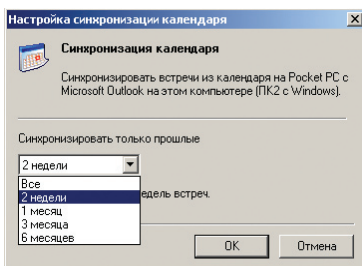 Настройка синхронизации календаря
Синхронизация календаря
Синхронизировать встречи из календаря на Pocket PC с
Microsoft Outlook на этом компьютере (ПК2 с Windows).
Синхронизировать только прошлые
2 недели
Все
2 недели
едель встреч.
1 месяц
3 месяца
6 месяцев
OK
Отмена